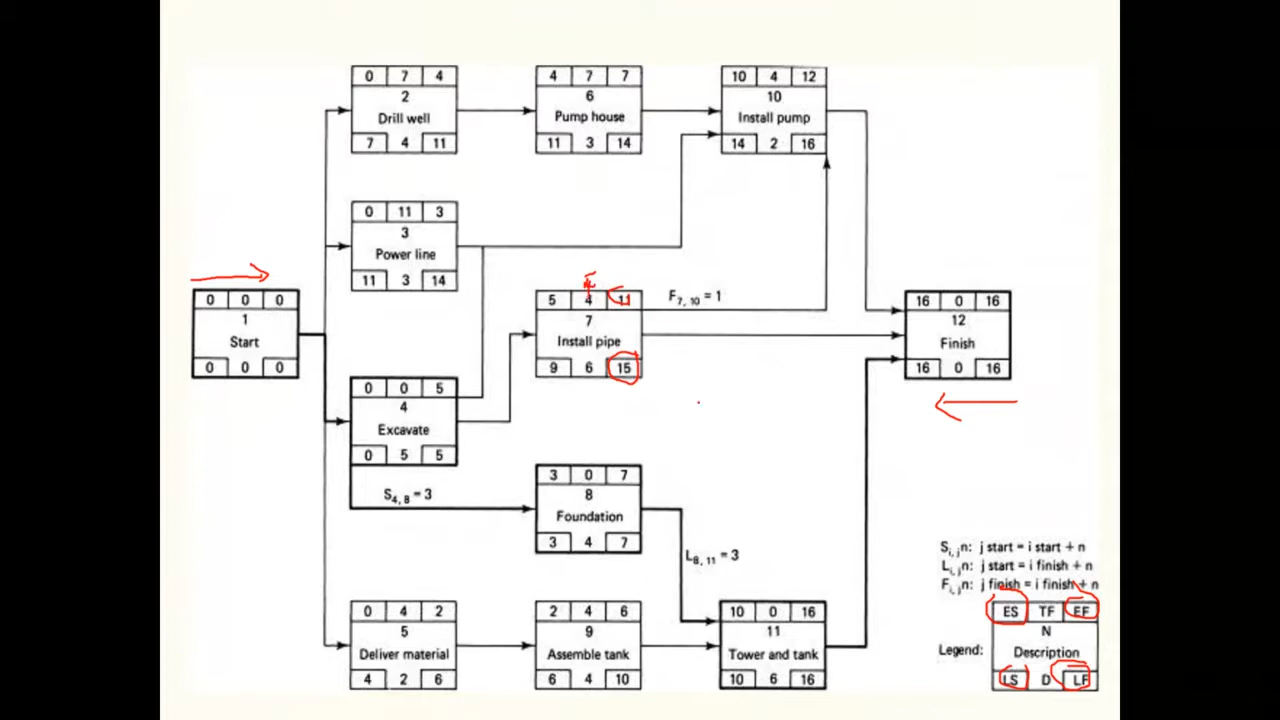 0 7 4
2
Drill well
7 4 11
4 7 7
6
Pump house
11 3 14
10 4 12
10
Install pump
14 2 16
0 11 3
3
Power line
11 3 14
0 0 0
1
Start
0 0 0
5 4 11
7
Install pipe
9 6 15
F7, 10 = 1
16 0 16
12
Finish
16 0 16
0 0 5
4
Excavate
0 5 5
S4, 8 = 3
3 0 7
8
Foundation
3 4 7
L8, 11 = 3
0 4 2
5
Deliver material
4 2 6
2 4 6
9
Assemble tank
6 4 10
10 0 16
11
Tower and tank
10 6 16
Si, jn: j start = i start + n
Li, jn: j start = i finish + n
Fi, jn: j finish = i finish + n
Legend:
ES TF EF
N
Description
LS D LF